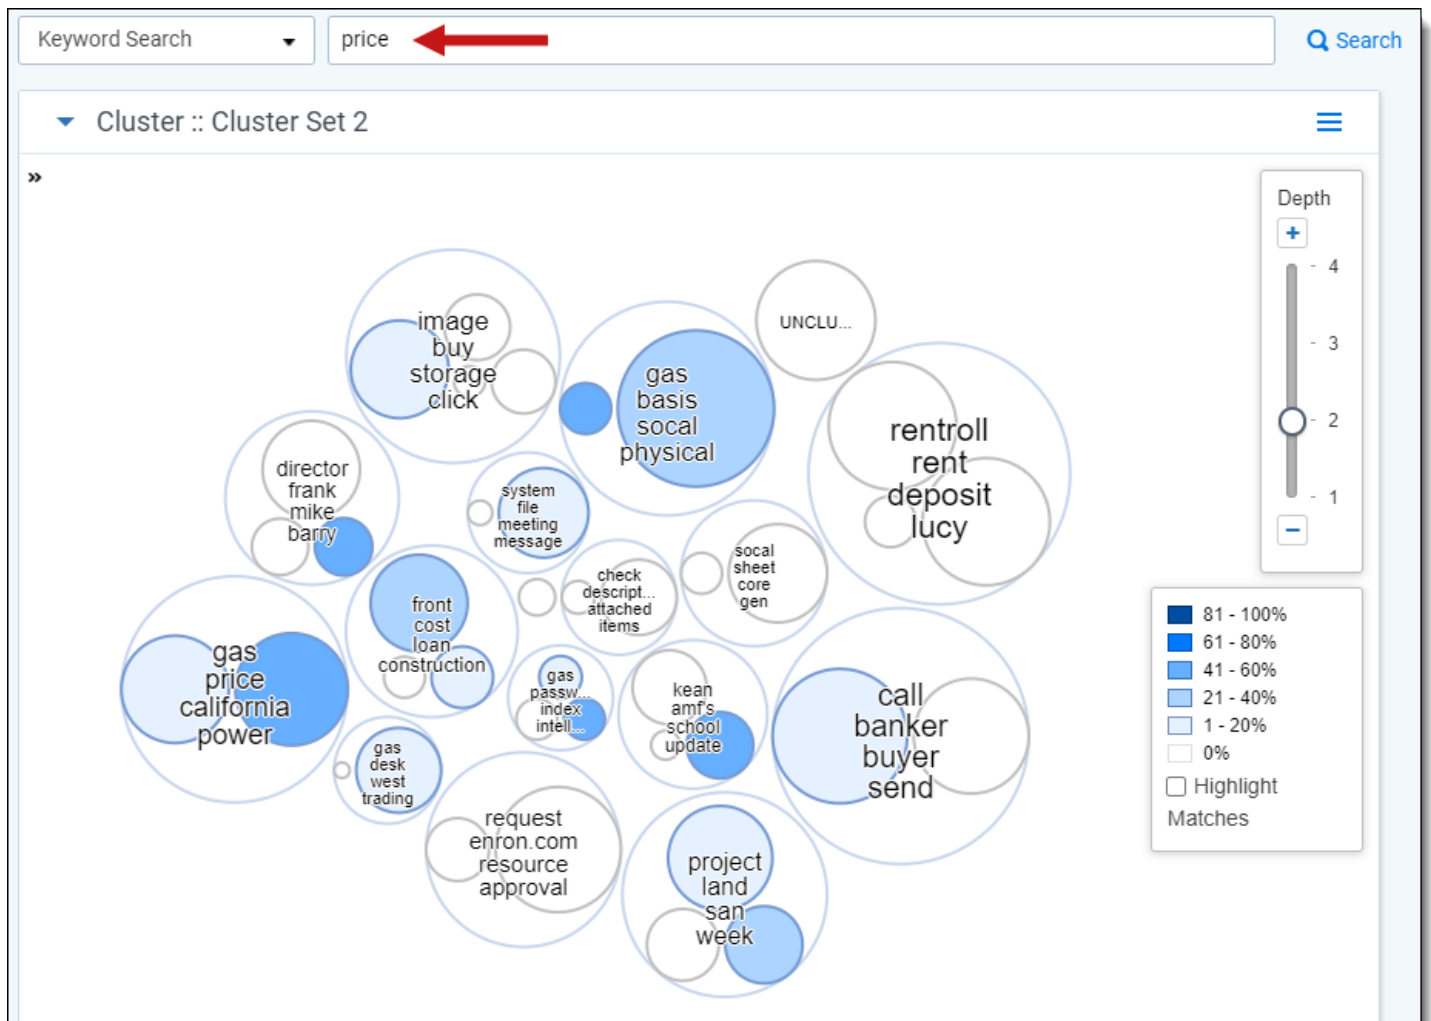 Keyword Search
price
Search
Cluster :: Cluster Set 2
»
Depth
+
4
3
2
1
−
image
buy
storage
click
gas
basis
socal
physical
UNCLU...
rentroll
rent
deposit
lucy
director
frank
mike
barry
system
file
meeting
message
socal
sheet
core
gen
check
descript...
attached
items
front
cost
loan
construction
gas
price
california
power
gas
passw...
index
intell...
kean
amf's
school
update
call
banker
buyer
send
gas
desk
west
trading
request
enron.com
resource
approval
project
land
san
week
81 - 100%
61 - 80%
41 - 60%
21 - 40%
1 - 20%
0%
Highlight
Matches